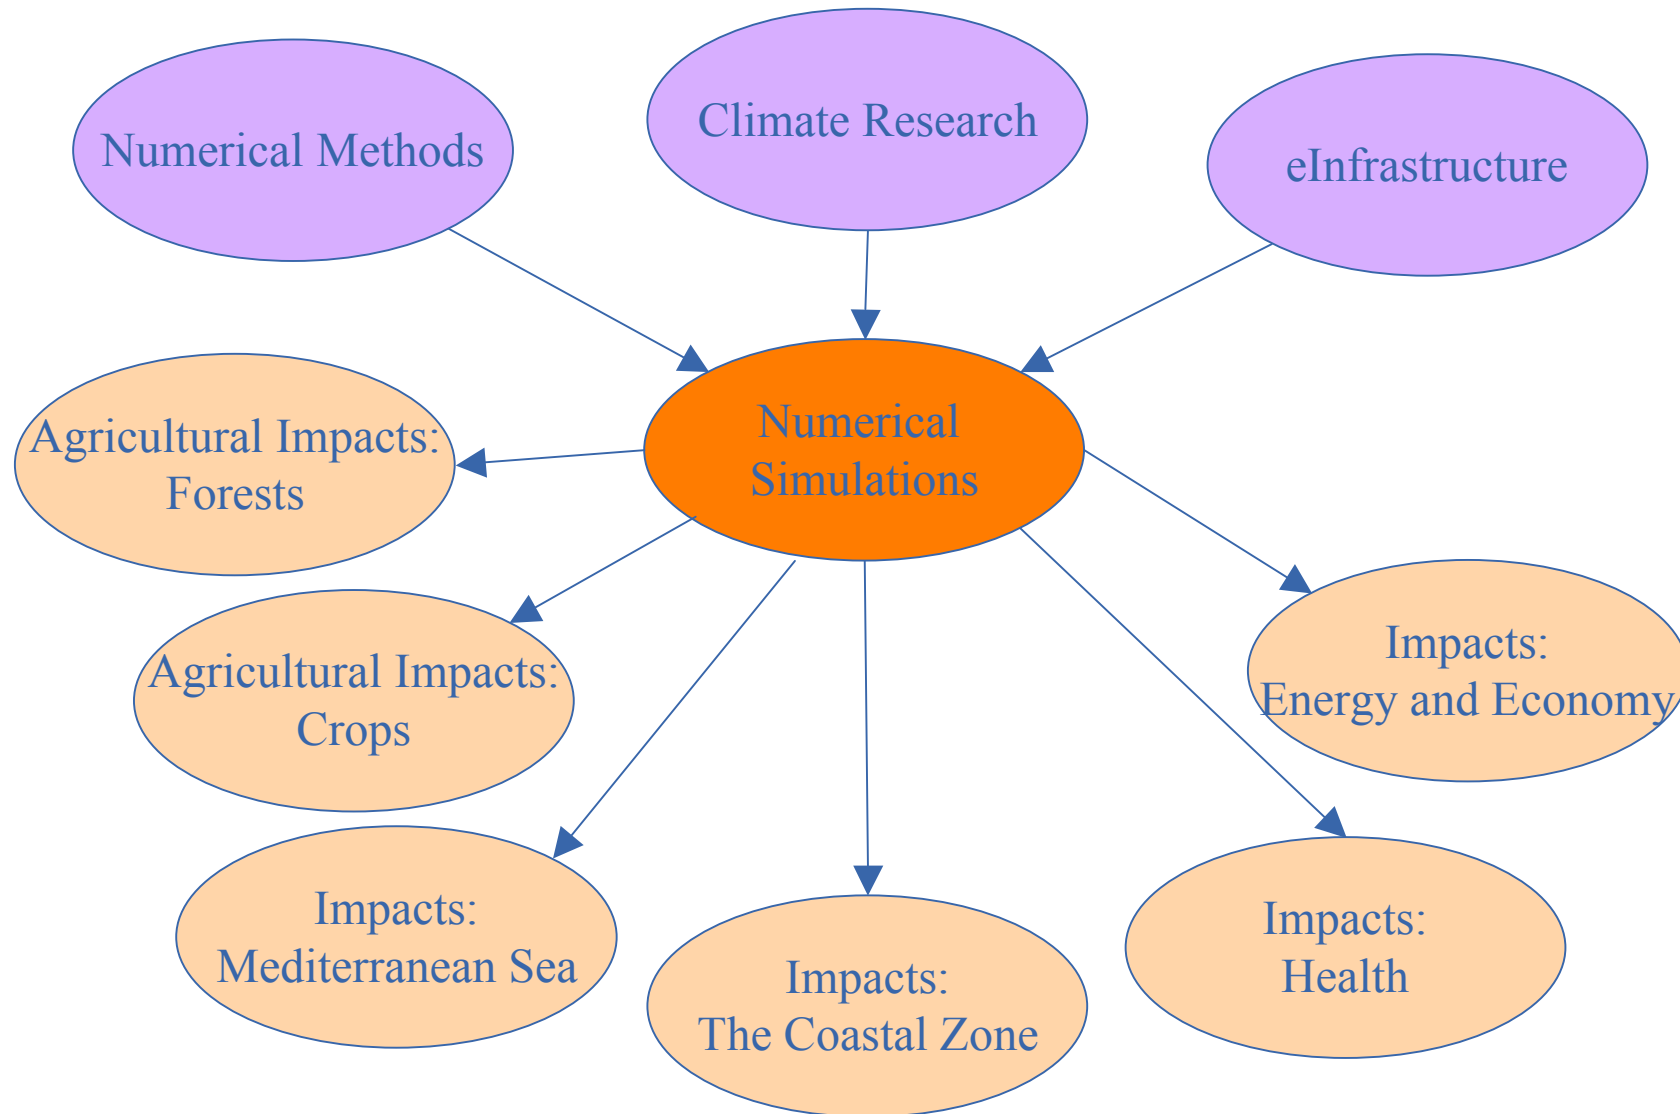 Numerical Methods
Climate Research
eInfrastructure
Numerical
Simulations
Agricultural Impacts:
Forests
Agricultural Impacts:
Crops
Impacts:
Mediterranean Sea
Impacts:
The Coastal Zone
Impacts:
Health
Impacts:
Energy and Economy